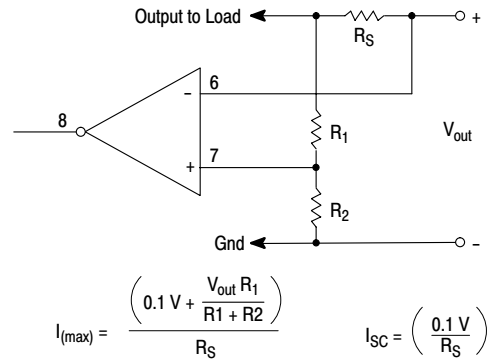 Output to Load
R_S
+
- 6
8
R_1
V_out
+ 7
R_2
Gnd
-
I_(max) = (0.1 V + V_out R_1 / R1 + R2) / R_S
I_SC = (0.1 V / R_S)